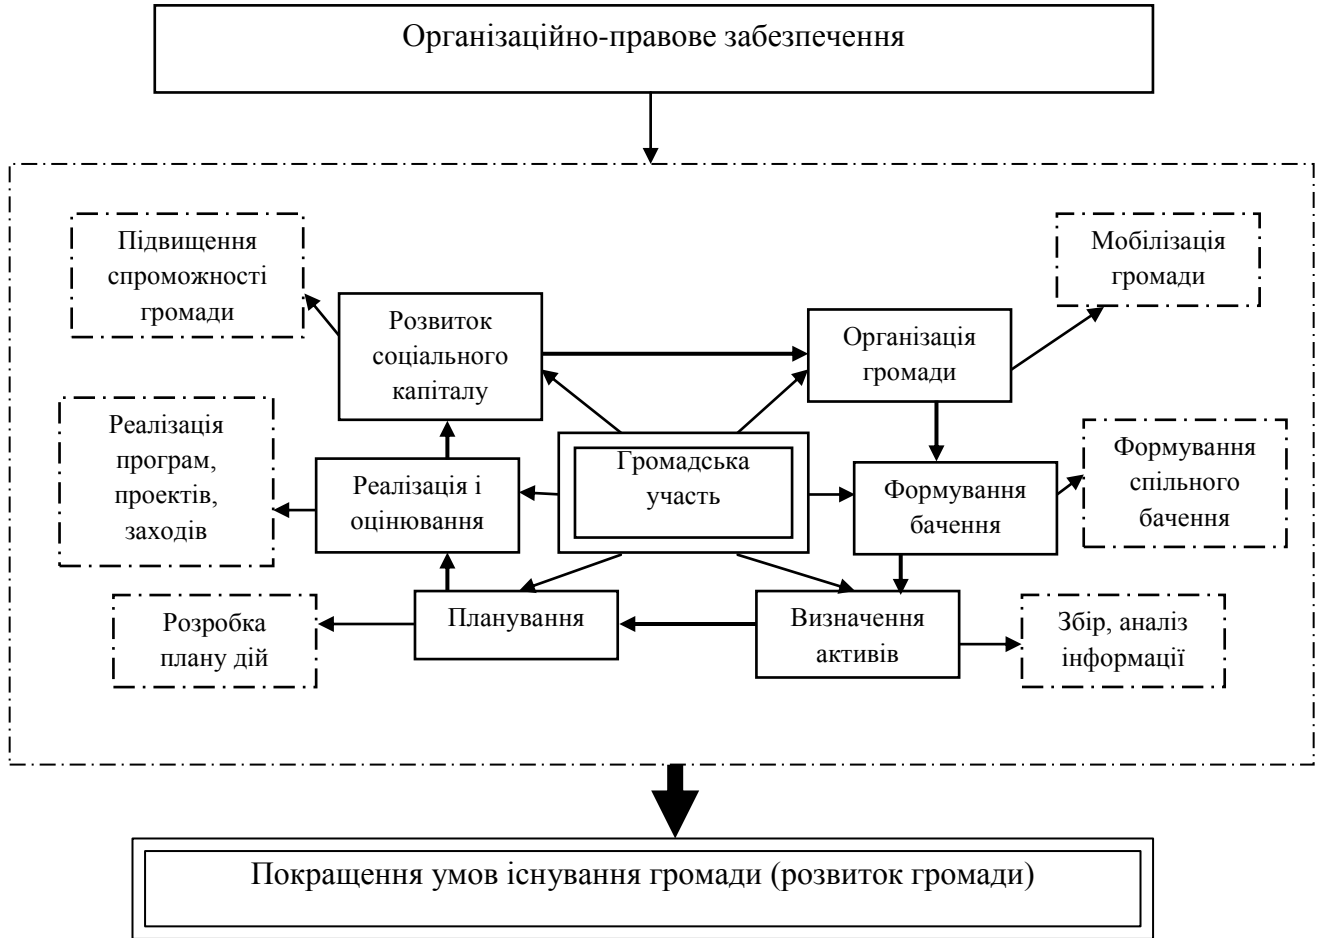 Організаційно-правове забезпечення
Підвищення
спроможності
громади
Мобілізація
громади
Розвиток
соціального
капіталу
Організація
громади
Реалізація
програм,
проектів,
заходів
Реалізація і
оцінювання
Громадська
участь
Формування
бачення
Формування
спільного
бачення
Розробка
плану дій
Планування
Визначення
активів
Збір, аналіз
інформації
Покращення умов існування громади (розвиток громади)